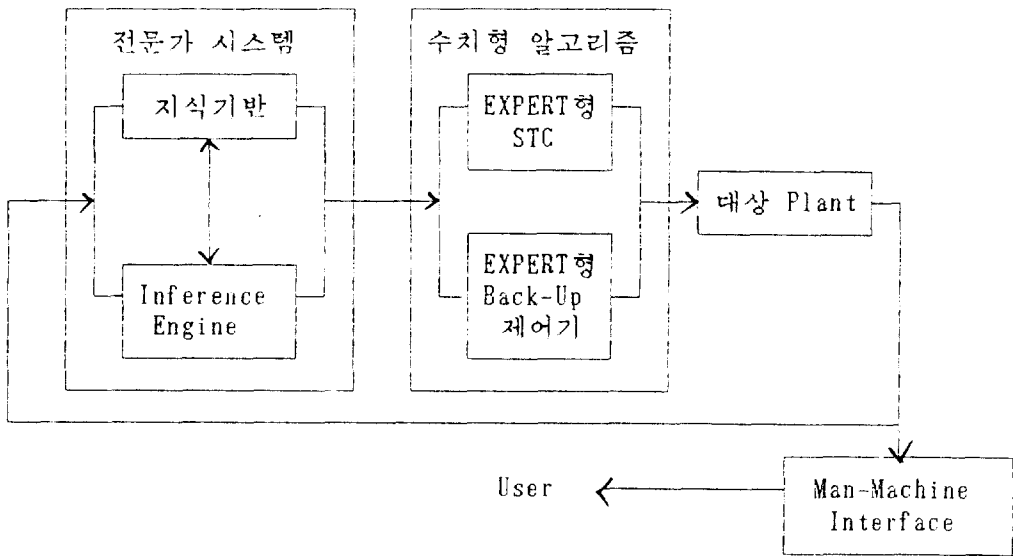 전문가 시스템
지식기반
Inference
Engine
수치형 알고리즘
EXPERT형
STC
EXPERT형
Back-Up
제어기
대상 Plant
User
Man-Machine
Interface